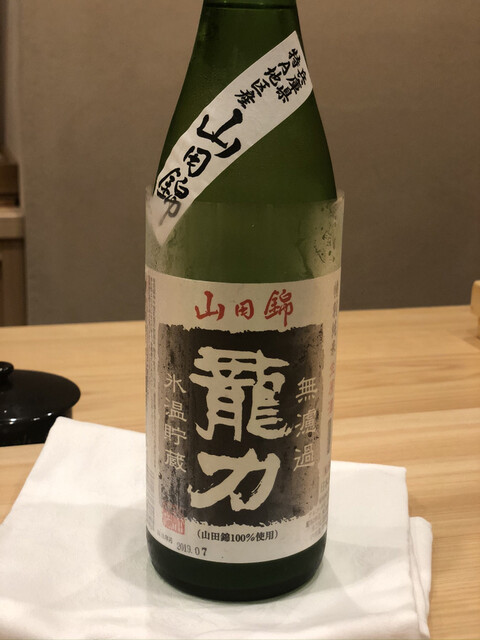 兵庫県
特A地区産
山田錦
山田錦
無濾過
龍力
氷温貯蔵
(山田錦100%使用)
2019.07